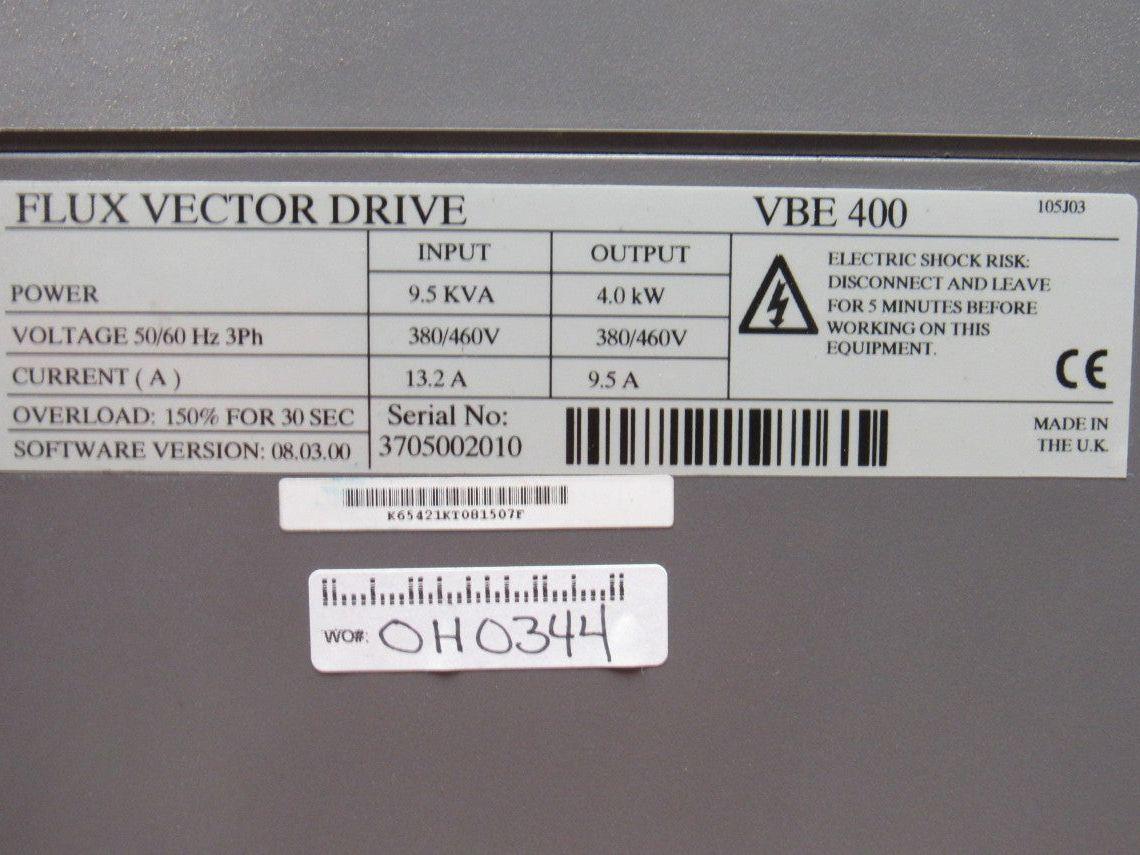 FLUX VECTOR DRIVE VBE 400 105J03
INPUT OUTPUT
POWER 9.5 KVA 4.0 kW
VOLTAGE 50/60 Hz 3Ph 380/460V 380/460V
CURRENT ( A ) 13.2 A 9.5 A
ELECTRIC SHOCK RISK:
DISCONNECT AND LEAVE
FOR 5 MINUTES BEFORE
WORKING ON THIS
EQUIPMENT.
CE
OVERLOAD: 150% FOR 30 SEC
SOFTWARE VERSION: 08.03.00
Serial No:
3705002010
MADE IN
THE U.K.
K65421KT081507F
WO#: OH0344